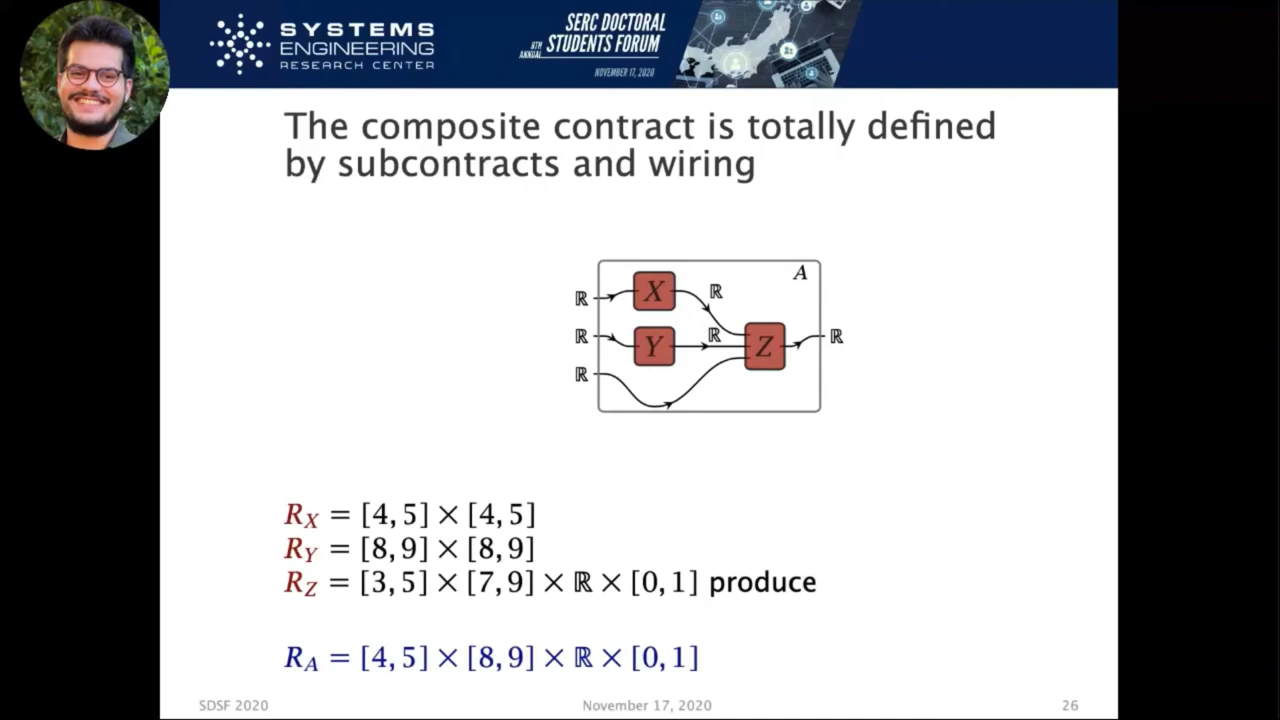 SYSTEMS
ENGINEERING
RESEARCH CENTER
SERC DOCTORAL
8TH ANNUAL STUDENTS FORUM
NOVEMBER 17, 2020
The composite contract is totally defined
by subcontracts and wiring
A
ℝ X ℝ
ℝ Y ℝ Z ℝ
ℝ
R_X = [4, 5] × [4, 5]
R_Y = [8, 9] × [8, 9]
R_Z = [3, 5] × [7, 9] × ℝ × [0, 1] produce
R_A = [4, 5] × [8, 9] × ℝ × [0, 1]
SDSF 2020 November 17, 2020 26